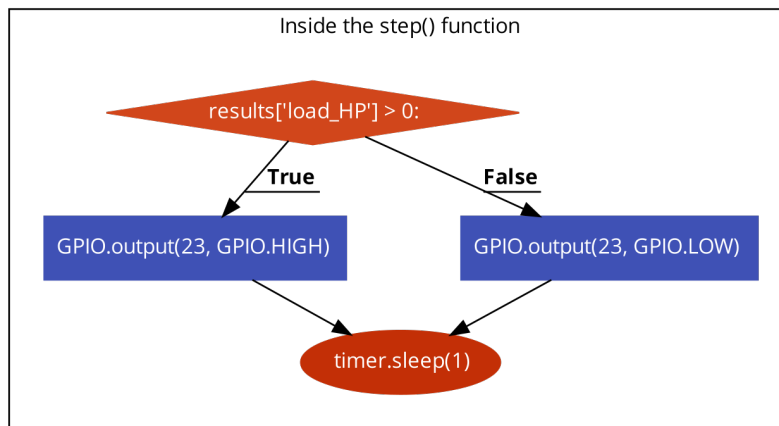 Inside the step() function
results['load_HP'] > 0:
True
False
GPIO.output(23, GPIO.HIGH)
GPIO.output(23, GPIO.LOW)
timer.sleep(1)